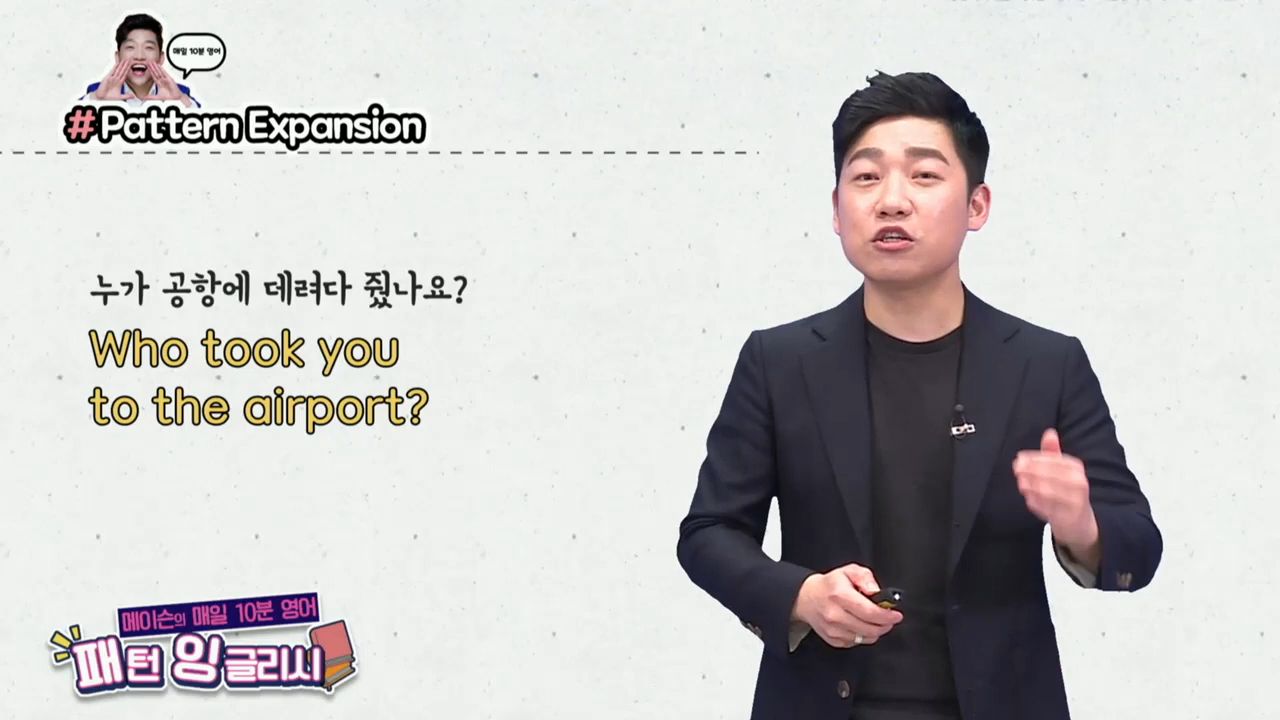 매일 10분 영어
#Pattern Expansion
누가 공항에 데려다 줬나요?
Who took you
to the airport?
메이슨의 매일 10분 영어
패턴 잉글리시